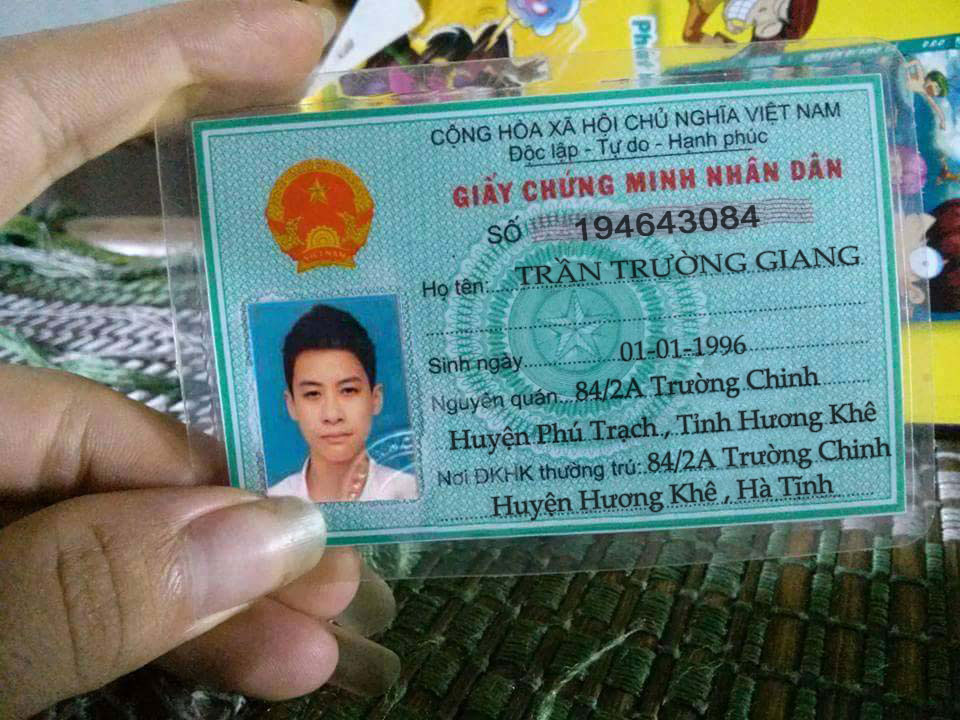 CỘNG HÒA XÃ HỘI CHỦ NGHĨA VIỆT NAM
Độc lập - Tự do - Hạnh phúc
GIẤY CHỨNG MINH NHÂN DÂN
SỐ 194643084
Họ tên: TRẦN TRƯỜNG GIANG
Sinh ngày 01-01-1996
Nguyên quán 84/2A Trường Chinh
Huyện Phú Trạch, Tỉnh Hương Khê
Nơi ĐKHK thường trú: 84/2A Trường Chinh
Huyện Hương Khê, Hà Tĩnh
VIỆT NAM